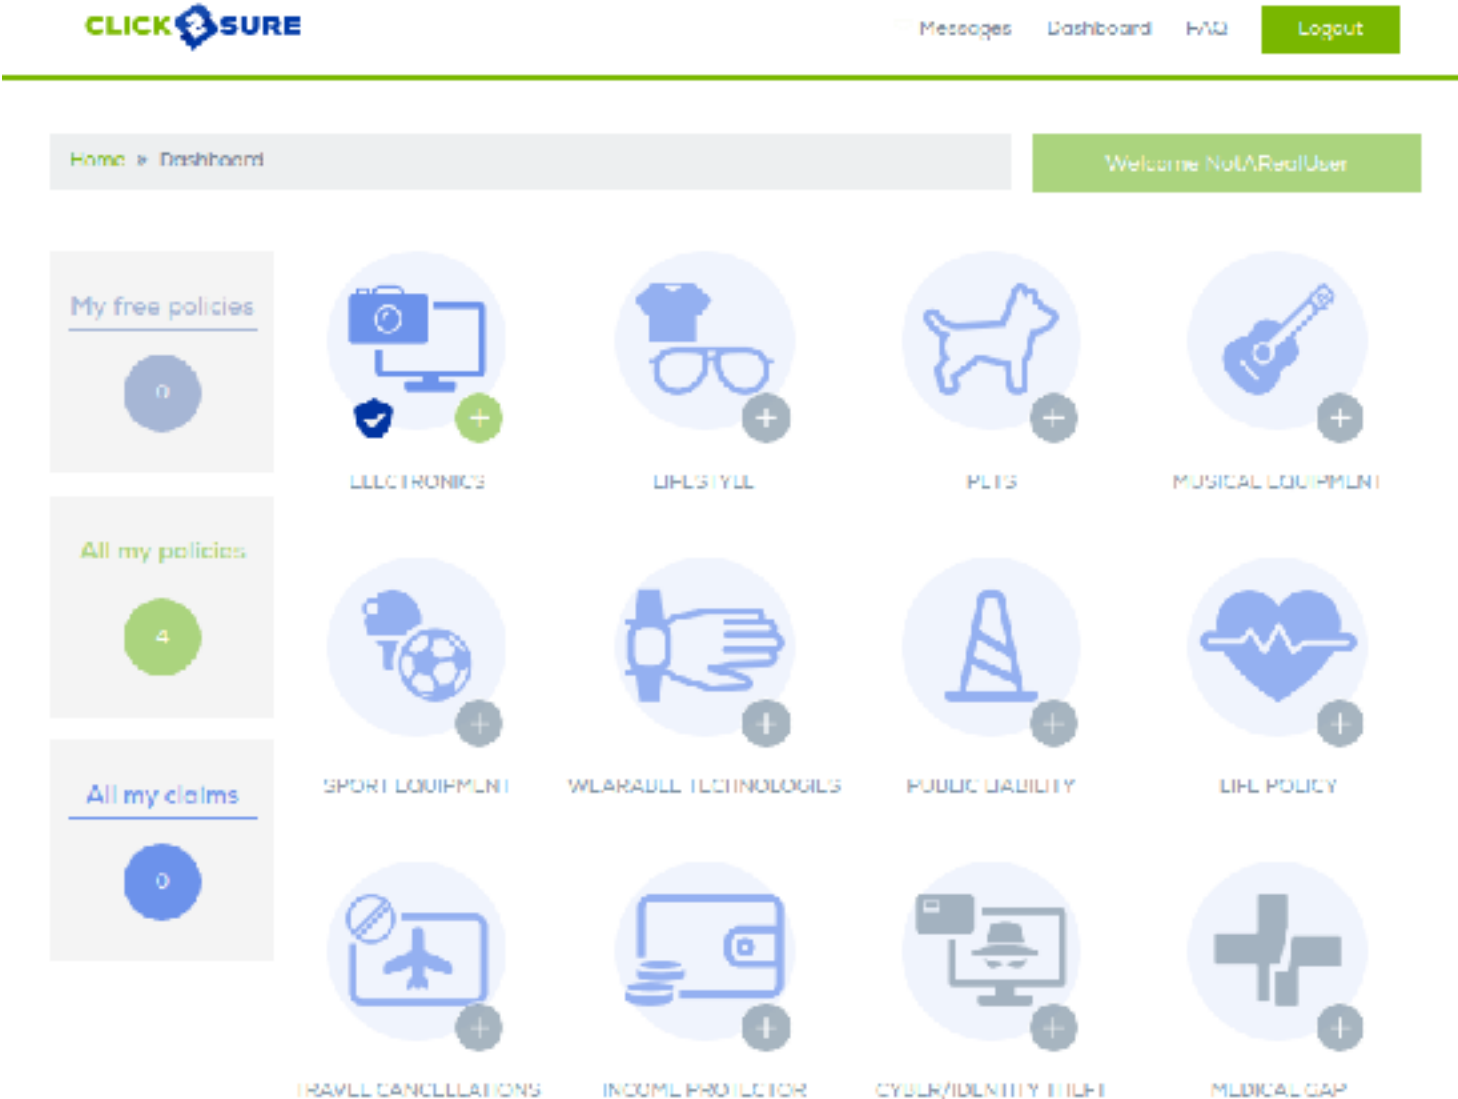 CLICK2SURE
Messages Dashboard FAQ Logout
Home » Dashboard
Welcome NotARealUser
My free policies
0
All my policies
4
All my claims
0
ELECTRONICS LIFESTYLE PETS MUSICAL EQUIPMENT
SPORT EQUIPMENT WEARABLE TECHNOLOGIES PUBLIC LIABILITY LIFE POLICY
TRAVEL CANCELLATIONS INCOME PROTECTOR CYBER/IDENTITY THEFT MEDICAL GAP